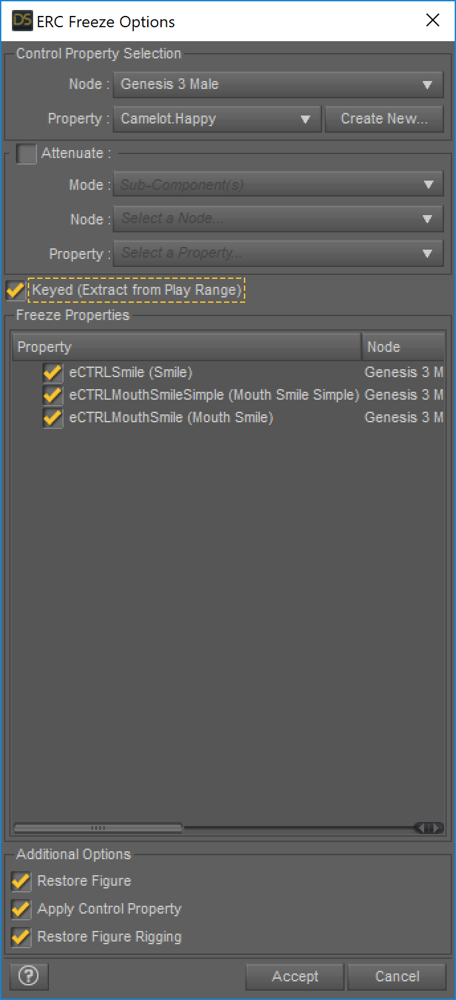 DS ERC Freeze Options
Control Property Selection
Node : Genesis 3 Male
Property : Camelot.Happy Create New...
Attenuate :
Mode : Sub-Component(s)
Node : Select a Node...
Property : Select a Property...
Keyed (Extract from Play Range)
Freeze Properties
Property Node
eCTRLSmile (Smile) Genesis 3 M
eCTRLMouthSmileSimple (Mouth Smile Simple) Genesis 3 M
eCTRLMouthSmile (Mouth Smile) Genesis 3 M
Additional Options
Restore Figure
Apply Control Property
Restore Figure Rigging
? Accept Cancel